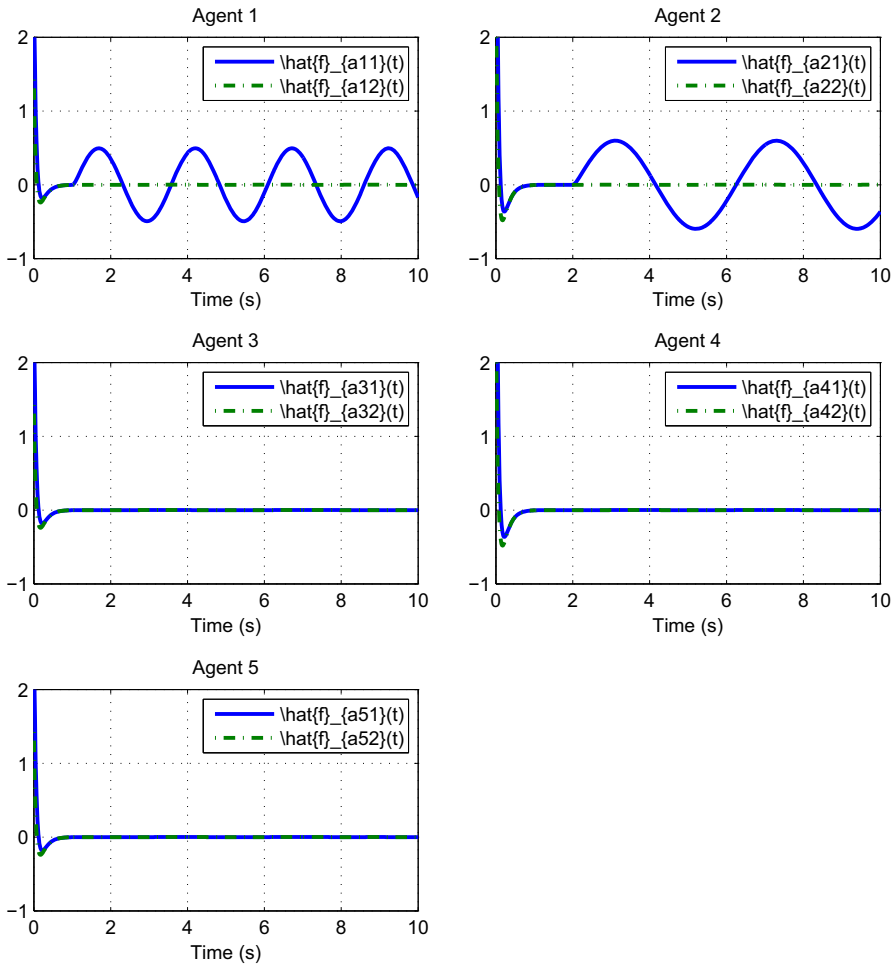 Agent 1
2
1
0
−1
\hat{f}_{a11}(t)
\hat{f}_{a12}(t)
0 2 4 6 8 10
Time (s)
Agent 2
2
1
0
−1
\hat{f}_{a21}(t)
\hat{f}_{a22}(t)
0 2 4 6 8 10
Time (s)
Agent 3
2
1
0
−1
\hat{f}_{a31}(t)
\hat{f}_{a32}(t)
0 2 4 6 8 10
Time (s)
Agent 4
2
1
0
−1
\hat{f}_{a41}(t)
\hat{f}_{a42}(t)
0 2 4 6 8 10
Time (s)
Agent 5
2
1
0
−1
\hat{f}_{a51}(t)
\hat{f}_{a52}(t)
0 2 4 6 8 10
Time (s)